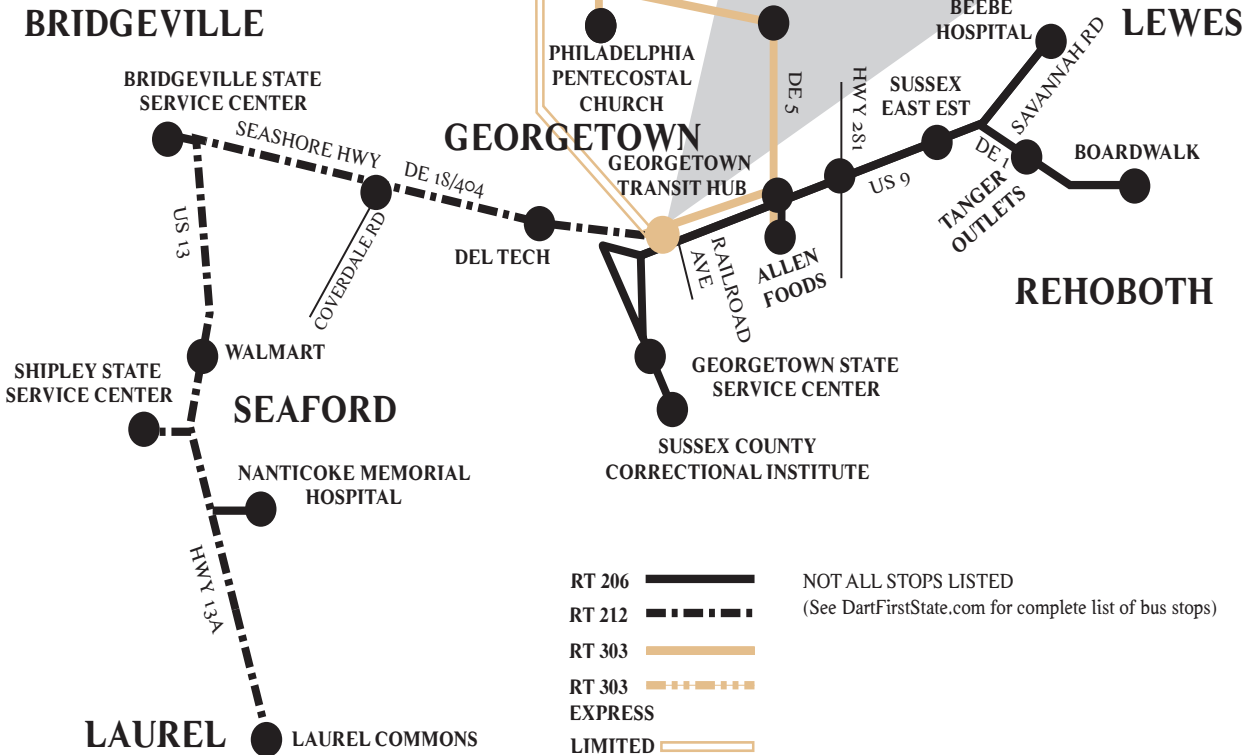 BRIDGEVILLE
BEEBE
HOSPITAL
LEWES
PHILADELPHIA
PENTECOSTAL
CHURCH
DE 5
HWY 281
SAVANNAH RD
BRIDGEVILLE STATE
SERVICE CENTER
SUSSEX
EAST EST
SEASHORE HWY
GEORGETOWN
DE 18/404
GEORGETOWN
TRANSIT HUB
US 9
DE 1
BOARDWALK
TANGER
OUTLETS
US 13
COVERDALE RD
DEL TECH
RAILROAD
AVE
ALLEN
FOODS
REHOBOTH
WALMART
SHIPLEY STATE
SERVICE CENTER
SEAFORD
GEORGETOWN STATE
SERVICE CENTER
SUSSEX COUNTY
CORRECTIONAL INSTITUTE
NANTICOKE MEMORIAL
HOSPITAL
HWY 13A
RT 206
NOT ALL STOPS LISTED
RT 212
(See DartFirstState.com for complete list of bus stops)
RT 303
RT 303
EXPRESS
LIMITED
LAUREL
LAUREL COMMONS